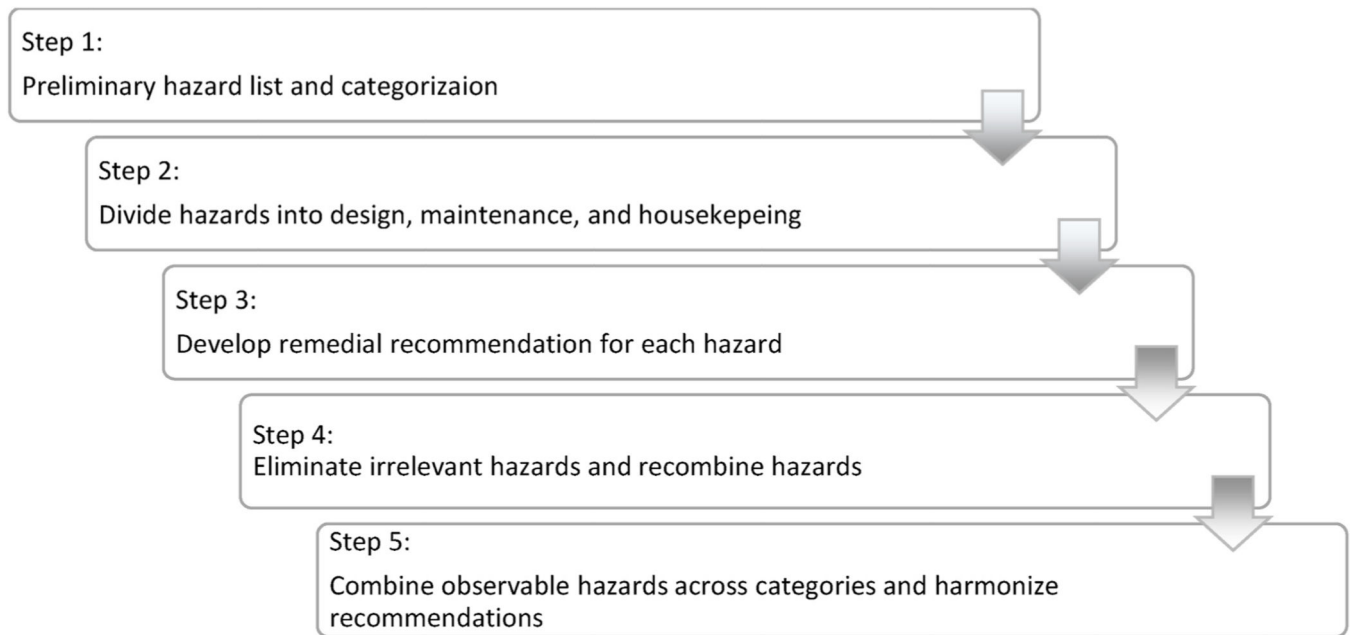 Step 1:
Preliminary hazard list and categorizaion
Step 2:
Divide hazards into design, maintenance, and housekepeing
Step 3:
Develop remedial recommendation for each hazard
Step 4:
Eliminate irrelevant hazards and recombine hazards
Step 5:
Combine observable hazards across categories and harmonize
recommendations